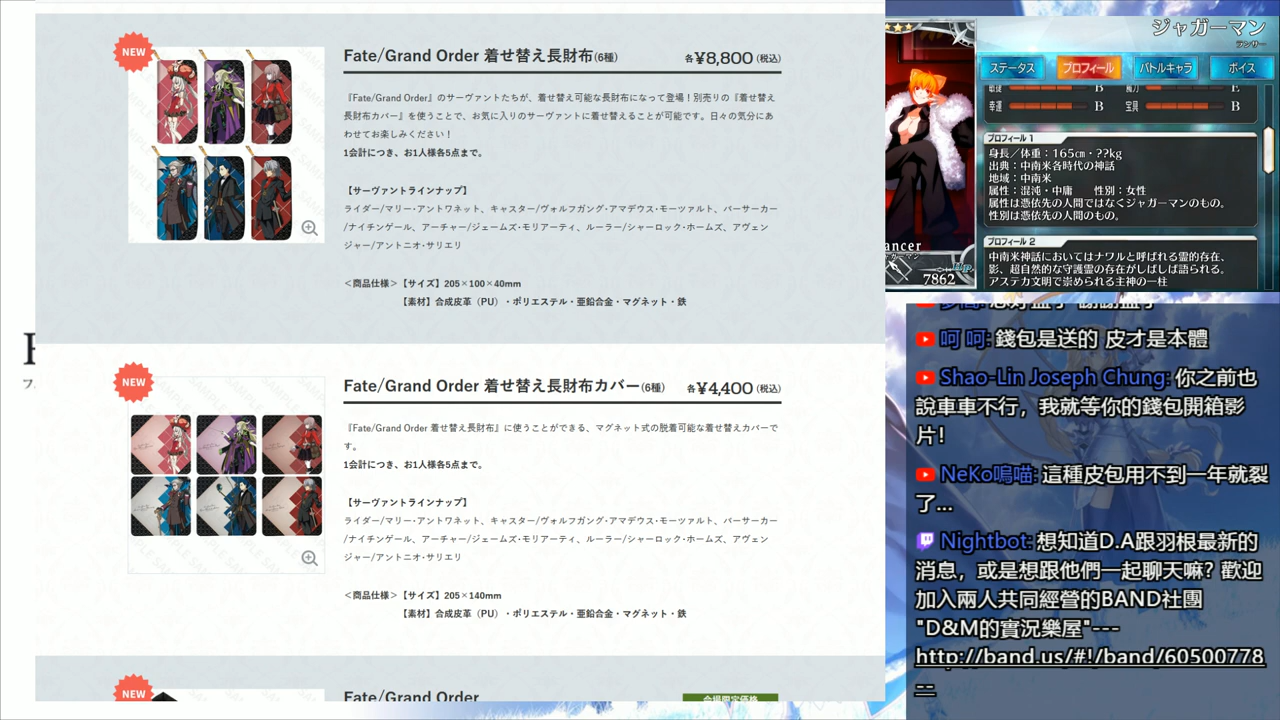 NEW
Fate/Grand Order 着せ替え長財布(6種)
各¥8,800 (税込)
『Fate/Grand Order』のサーヴァントたちが、着せ替え可能な長財布になって登場！別売りの『着せ替え
長財布カバー』を使うことで、お気に入りのサーヴァントに着せ替えることが可能です。日々の気分にあ
わせてお楽しみください！
1会計につき、お1人様各5点まで。
【サーヴァントラインナップ】
ライダー/マリー・アントワネット、キャスター/ヴォルフガング・アマデウス・モーツァルト、バーサーカー
/ナイチンゲール、アーチャー/ジェームズ・モリアーティ、ルーラー/シャーロック・ホームズ、アヴェン
ジャー/アントニオ・サリエリ
＜商品仕様＞【サイズ】205×100×40mm
【素材】合成皮革（PU）・ポリエステル・亜鉛合金・マグネット・鉄
NEW
Fate/Grand Order 着せ替え長財布カバー(6種)
各¥4,400 (税込)
『Fate/Grand Order 着せ替え長財布』に使うことができる、マグネット式の脱着可能な着せ替えカバーで
す。
1会計につき、お1人様各5点まで。
【サーヴァントラインナップ】
ライダー/マリー・アントワネット、キャスター/ヴォルフガング・アマデウス・モーツァルト、バーサーカー
/ナイチンゲール、アーチャー/ジェームズ・モリアーティ、ルーラー/シャーロック・ホームズ、アヴェン
ジャー/アントニオ・サリエリ
＜商品仕様＞【サイズ】205×140mm
【素材】合成皮革（PU）・ポリエステル・亜鉛合金・マグネット・鉄
NEW
Fate/Grand Order
会場限定価格
ジャガーマン
ランサー
ステータス
プロフィール
バトルキャラ
ボイス
敏捷 B 魔力 E
幸運 B 宝具 B
プロフィール 1
身長／体重：165cm・??kg
出典：中南米各時代の神話
地域：中南米
属性：混沌・中庸 性別：女性
属性は憑依先の人間ではなくジャガーマンのもの。
性別は憑依先の人間のもの。
プロフィール 2
中南米神話においてはナワルと呼ばれる霊的存在、
影、超自然的な守護霊の存在がしばしば語られる。
アステカ文明で崇められる主神の一柱
ancer
ガーマン
7862
呵 呵: 錢包是送的 皮才是本體
Shao-Lin Joseph Chung: 你之前也
說車車不行，我就等你的錢包開箱影
片!
NeKo嗚喵: 這種皮包用不到一年就裂
了...
Nightbot: 想知道D.A跟羽根最新的
消息，或是想跟他們一起聊天嘛? 歡迎
加入兩人共同經營的BAND社團
"D&M的實況樂屋"---
http://band.us/#!/band/60500778
--